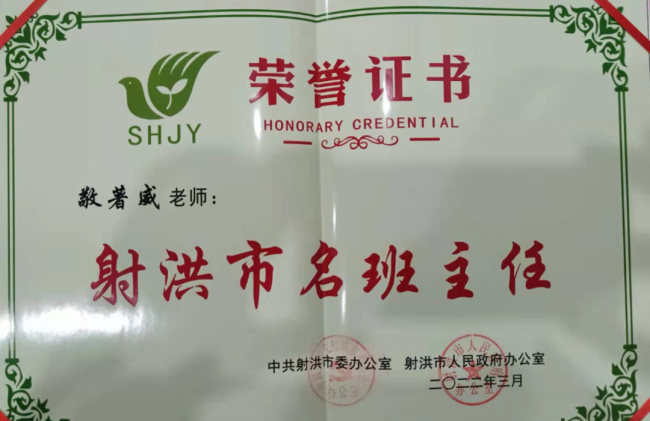 SHJY
荣誉证书
HONORARY CREDENTIAL
敬著威老师：
射洪市名班主任
中共射洪市委办公室 射洪市人民政府办公室
二〇二二年三月